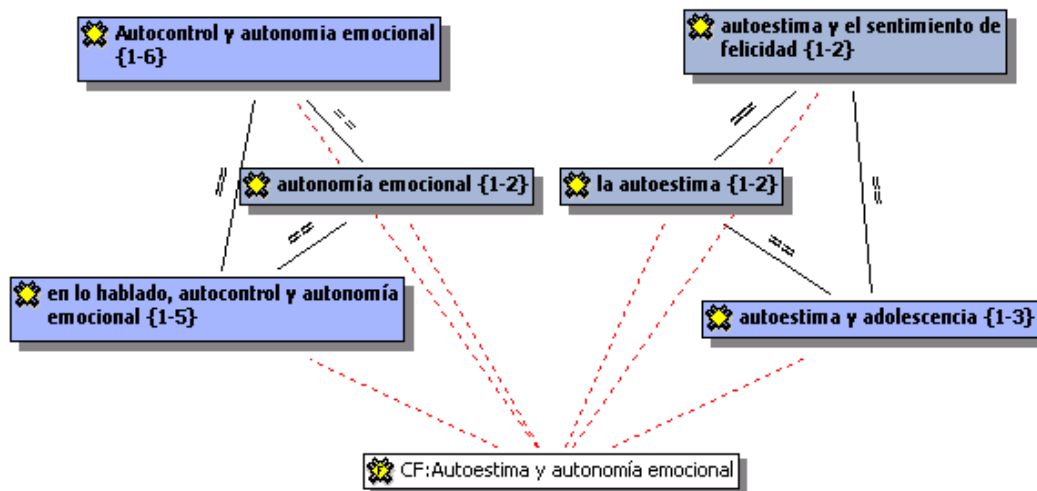 Autocontrol y autonomia emocional
{1-6}
autoestima y el sentimiento de
felicidad {1-2}
autonomía emocional {1-2}
la autoestima {1-2}
en lo hablado, autocontrol y autonomía
emocional {1-5}
autoestima y adolescencia {1-3}
CF:Autoestima y autonomía emocional